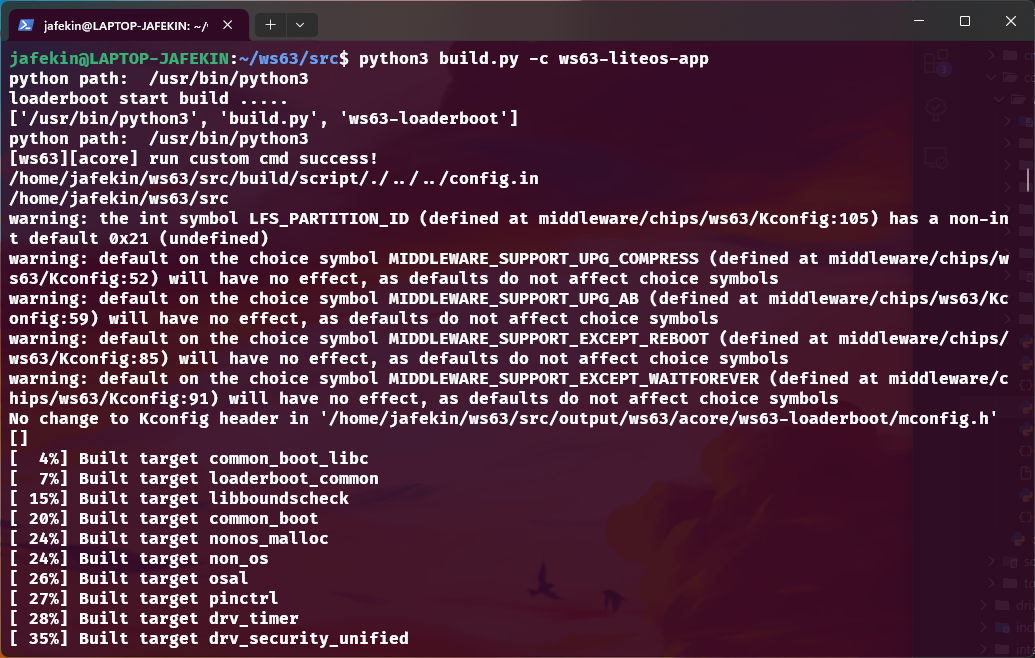 jafekin@LAPTOP-JAFEKIN: ~/
jafekin@LAPTOP-JAFEKIN:~/ws63/src$ python3 build.py -c ws63-liteos-app
python path:  /usr/bin/python3
loaderboot start build .....
['/usr/bin/python3', 'build.py', 'ws63-loaderboot']
python path:  /usr/bin/python3
[ws63][acore] run custom cmd success!
/home/jafekin/ws63/src/build/script/./../../config.in
/home/jafekin/ws63/src
warning: the int symbol LFS_PARTITION_ID (defined at middleware/chips/ws63/Kconfig:105) has a non-in
t default 0x21 (undefined)
warning: default on the choice symbol MIDDLEWARE_SUPPORT_UPG_COMPRESS (defined at middleware/chips/w
s63/Kconfig:52) will have no effect, as defaults do not affect choice symbols
warning: default on the choice symbol MIDDLEWARE_SUPPORT_UPG_AB (defined at middleware/chips/ws63/Kc
onfig:59) will have no effect, as defaults do not affect choice symbols
warning: default on the choice symbol MIDDLEWARE_SUPPORT_EXCEPT_REBOOT (defined at middleware/chips/
ws63/Kconfig:85) will have no effect, as defaults do not affect choice symbols
warning: default on the choice symbol MIDDLEWARE_SUPPORT_EXCEPT_WAITFOREVER (defined at middleware/c
hips/ws63/Kconfig:91) will have no effect, as defaults do not affect choice symbols
No change to Kconfig header in '/home/jafekin/ws63/src/output/ws63/acore/ws63-loaderboot/mconfig.h'
[]
[  4%] Built target common_boot_libc
[  7%] Built target loaderboot_common
[ 15%] Built target libboundscheck
[ 20%] Built target common_boot
[ 24%] Built target nonos_malloc
[ 24%] Built target non_os
[ 26%] Built target osal
[ 27%] Built target pinctrl
[ 28%] Built target drv_timer
[ 35%] Built target drv_security_unified